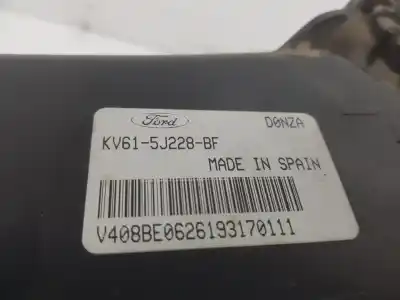 Ford D0NZA
KV61-5J228-BF
MADE IN SPAIN
V408BE0626193170111